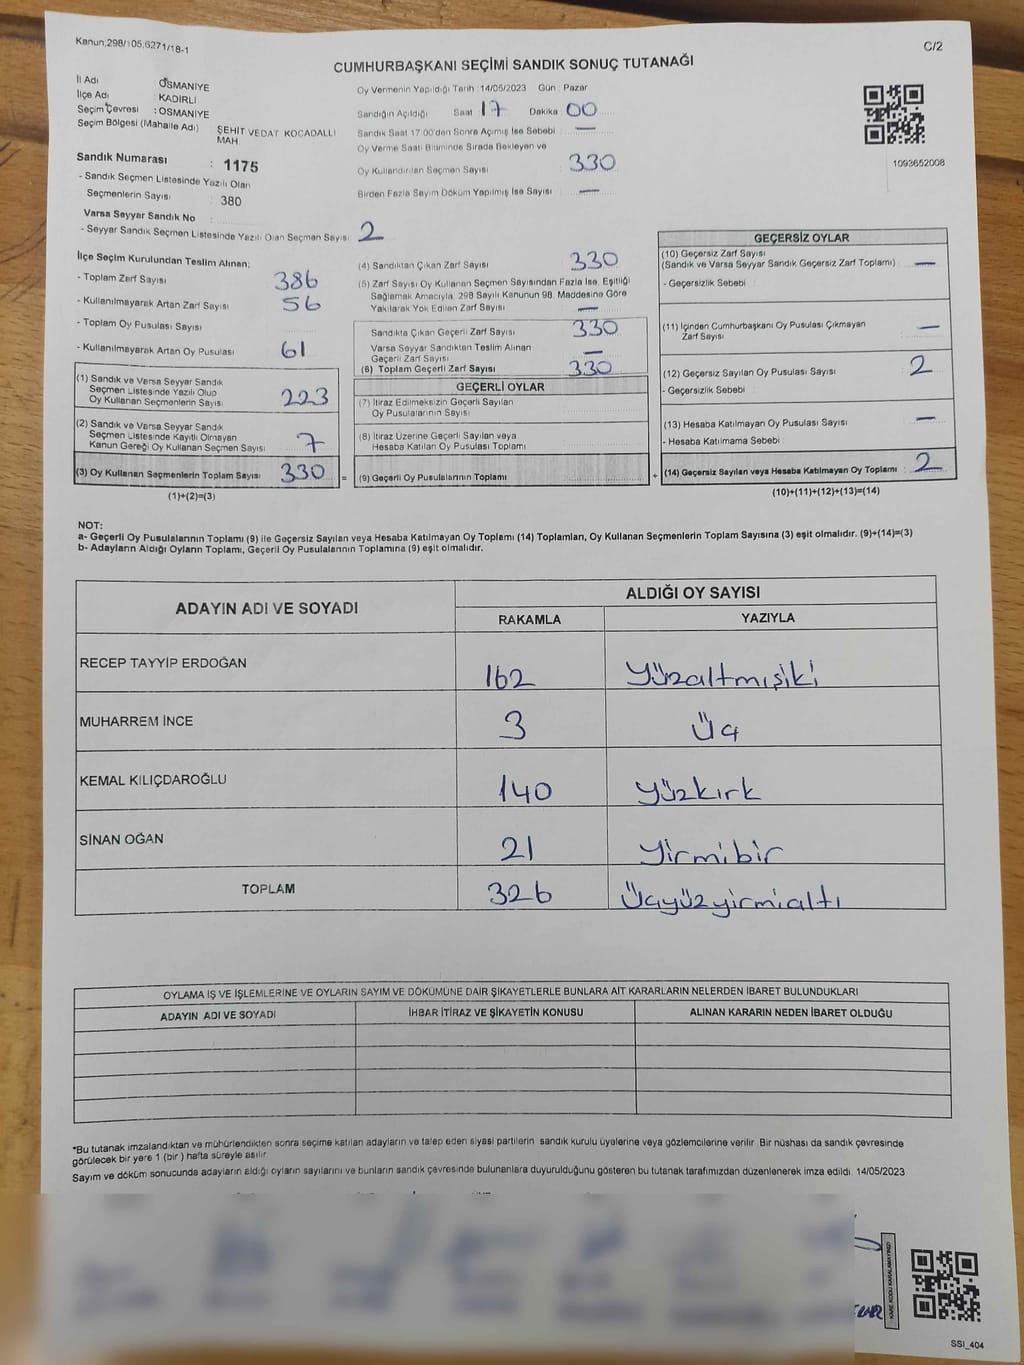 Kanun:298/105,6271/18-1
C/2
CUMHURBAŞKANI SEÇİMİ SANDIK SONUÇ TUTANAĞI
İl Adı : OSMANİYE
İlçe Adı : KADİRLİ
Seçim Çevresi : OSMANİYE
Seçim Bölgesi (Mahalle Adı) ŞEHİT VEDAT KOCADALLI MAH.
Sandık Numarası : 1175
- Sandık Seçmen Listesinde Yazılı Olan
Seçmenlerin Sayısı : 380
Varsa Seyyar Sandık No :
- Seyyar Sandık Seçmen Listesinde Yazılı Olan Seçmen Sayısı: 2
Oy Vermenin Yapıldığı Tarih :14/05/2023 Gün : Pazar
Sandığın Açıldığı Saat 17 Dakika 00
Sandık Saat 17:00'den Sonra Açımış İse Sebebi : —
Oy Verme Saati Bitiminde Sırada Bekleyen ve
Oy Kullandırılan Seçmen Sayısı 330
Birden Fazla Sayım Döküm Yapılmış İse Sayısı : —
1093652008
İlçe Seçim Kurulundan Teslim Alınan;
- Toplam Zarf Sayısı : 386
- Kullanılmayarak Artan Zarf Sayısı : 56
- Toplam Oy Pusulası Sayısı :
- Kullanılmayarak Artan Oy Pusulası : 61
(1) Sandık ve Varsa Seyyar Sandık
Seçmen Listesinde Yazılı Olup
Oy Kullanan Seçmenlerin Sayısı : 223
(2) Sandık ve Varsa Seyyar Sandık
Seçmen Listesinde Kayıtlı Olmayan
Kanun Gereği Oy Kullanan Seçmen Sayısı : 7
(3) Oy Kullanan Seçmenlerin Toplam Sayısı : 330
(1)+(2)=(3)
=
(4) Sandıktan Çıkan Zarf Sayısı : 330
(5) Zarf Sayısı Oy Kullanan Seçmen Sayısından Fazla İse, Eşitliği
Sağlamak Amacıyla, 298 Sayılı Kanunun 98. Maddesine Göre
Yakılarak Yok Edilen Zarf Sayısı : —
Sandıkta Çıkan Geçerli Zarf Sayısı : 330
Varsa Seyyar Sandıktan Teslim Alınan
Geçerli Zarf Sayısı : —
(6) Toplam Geçerli Zarf Sayısı : 330
GEÇERLİ OYLAR
(7) İtiraz Edilmeksizin Geçerli Sayılan
Oy Pusulalarının Sayısı :
(8) İtiraz Üzerine Geçerli Sayılan veya
Hesaba Katılan Oy Pusulası Toplamı :
(9) Geçerli Oy Pusulalarının Toplamı :
+
GEÇERSİZ OYLAR
(10) Geçersiz Zarf Sayısı
(Sandık ve Varsa Seyyar Sandık Geçersiz Zarf Toplamı) : —
- Geçersizlik Sebebi :
(11) İçinden Cumhurbaşkanı Oy Pusulası Çıkmayan
Zarf Sayısı : —
(12) Geçersiz Sayılan Oy Pusulası Sayısı : 2
- Geçersizlik Sebebi :
(13) Hesaba Katılmayan Oy Pusulası Sayısı : —
- Hesaba Katılmama Sebebi :
(14) Geçersiz Sayılan veya Hesaba Katılmayan Oy Toplamı : 2
(10)+(11)+(12)+(13)=(14)
NOT:
a- Geçerli Oy Pusulalarının Toplamı (9) ile Geçersiz Sayılan veya Hesaba Katılmayan Oy Toplamı (14) Toplamları, Oy Kullanan Seçmenlerin Toplam Sayısına (3) eşit olmalıdır. (9)+(14)=(3)
b- Adayların Aldığı Oyların Toplamı, Geçerli Oy Pusulalarının Toplamına (9) eşit olmalıdır.
ADAYIN ADI VE SOYADI
ALDIĞI OY SAYISI
RAKAMLA YAZIYLA
RECEP TAYYİP ERDOĞAN 162 Yüzaltmışiki
MUHARREM İNCE 3 Üç
KEMAL KILIÇDAROĞLU 140 Yüzkırk
SİNAN OĞAN 21 Yirmibir
TOPLAM 326 Üçyüzyirmialtı
OYLAMA İŞ VE İŞLEMLERİNE VE OYLARIN SAYIM VE DÖKÜMÜNE DAİR ŞİKAYETLERLE BUNLARA AİT KARARLARIN NELERDEN İBARET BULUNDUKLARI
ADAYIN ADI VE SOYADI İHBAR İTİRAZ VE ŞİKAYETİN KONUSU ALINAN KARARIN NEDEN İBARET OLDUĞU
*Bu tutanak imzalandıktan ve mühürlendikten sonra seçime katılan adayların ve talep eden siyasi partilerin sandık kurulu üyelerine veya gözlemcilerine verilir. Bir nüshası da sandık çevresinde
görülecek bir yere 1 (bir) hafta süreyle asılır.
Sayım ve döküm sonucunda adayların aldığı oyların sayılarını ve bunların sandık çevresinde bulunanlara duyurulduğunu gösteren bu tutanak tarafımızdan düzenlenerek imza edildi. 14/05/2023
KARE KODU KARALAMAYINIZ!
SSI_404